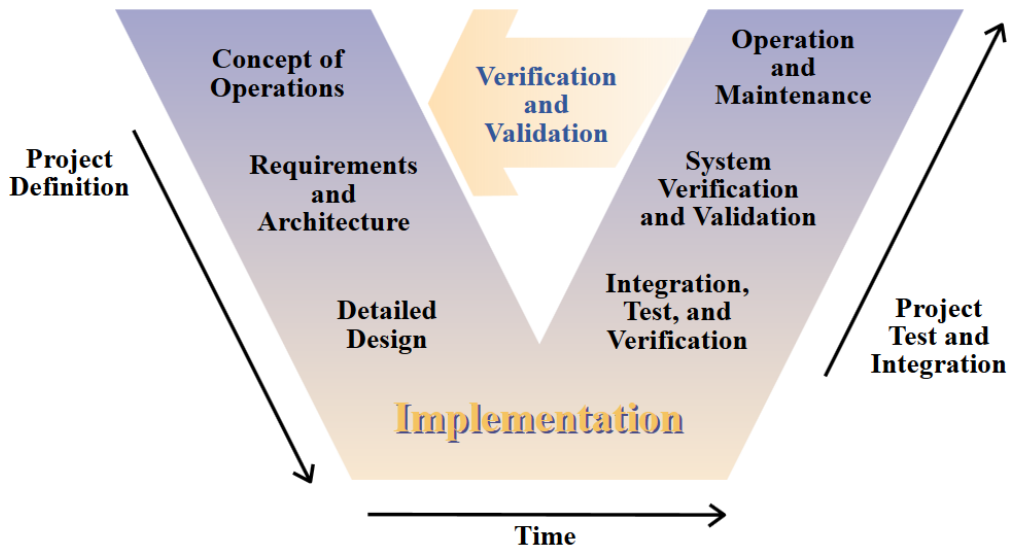 Concept of
Operations
Verification
and
Validation
Operation
and
Maintenance
Project
Definition
Requirements
and
Architecture
System
Verification
and Validation
Detailed
Design
Integration,
Test, and
Verification
Project
Test and
Integration
Implementation
Time